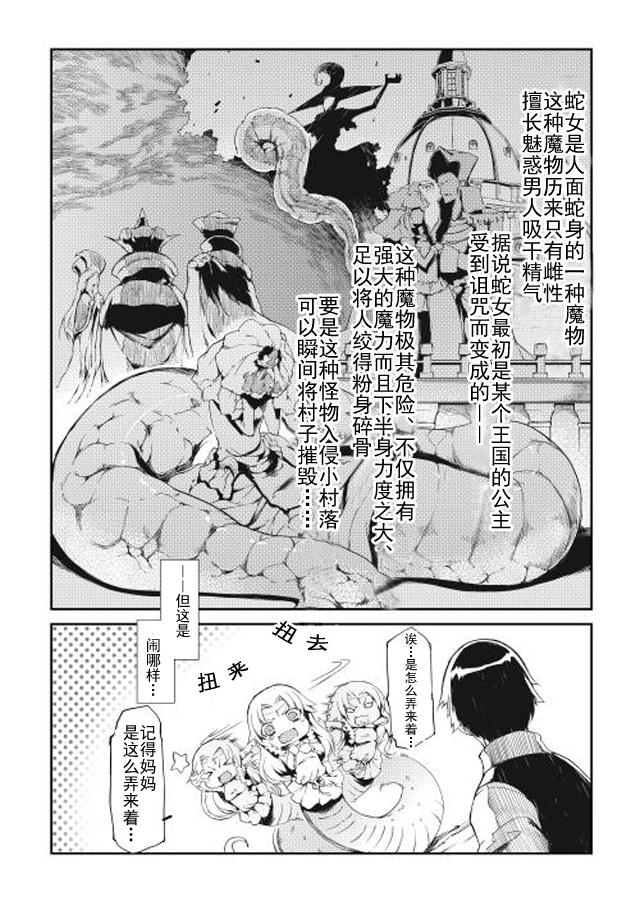 蛇女是人面蛇身的一种魔物
这种魔物历来只有雌性
擅长魅惑男人吸干精气
据说蛇女最初是某个王国的公主
受到诅咒而变成的——
这种魔物极其危险、不仅拥有
强大的魔力而且下半身力度之大、
足以将人绞得粉身碎骨
要是这种怪物入侵小村落
可以瞬间将村子摧毁……
——但这是
闹哪样…
诶…是怎么弄来着…
扭去
扭来
记得妈妈
是这么弄来着…